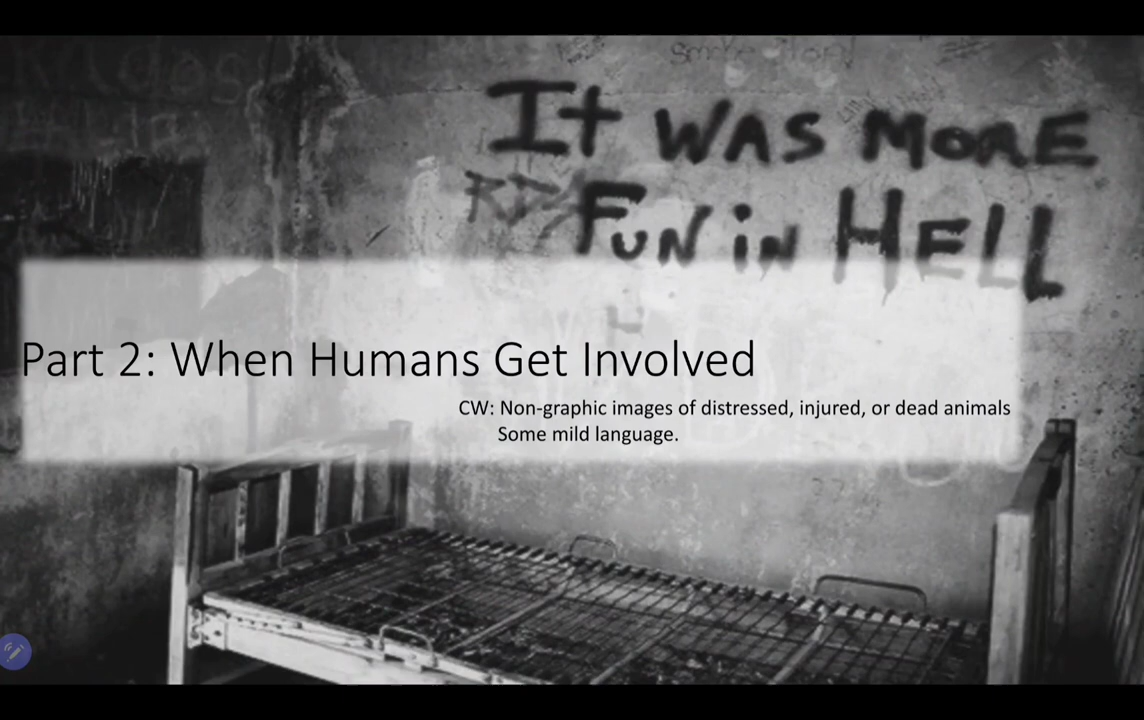 It WAS MORE
FUN in HELL
Part 2: When Humans Get Involved
CW: Non-graphic images of distressed, injured, or dead animals
Some mild language.